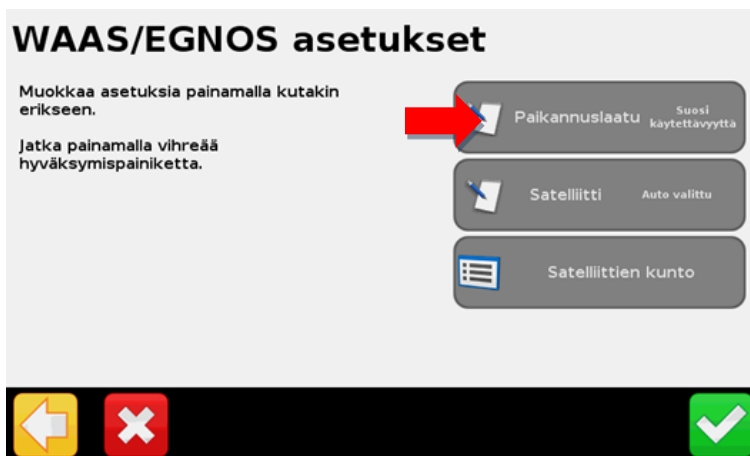 WAAS/EGNOS asetukset
Muokkaa asetuksia painamalla kutakin
erikseen.
Jatka painamalla vihreää
hyväksymispainiketta.
Paikannuslaatu
Suosi
käytettävyyttä
Satelliitti
Auto valittu
Satelliittien kunto